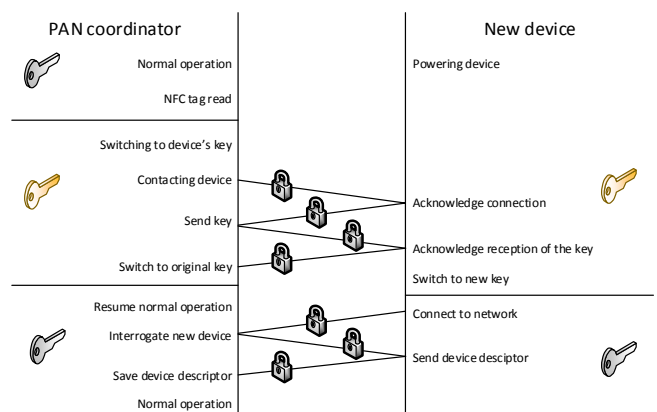 PAN coordinator
New device
Normal operation
Powering device
NFC tag read
Switching to device's key
Contacting device
Acknowledge connection
Send key
Acknowledge reception of the key
Switch to original key
Switch to new key
Resume normal operation
Connect to network
Interrogate new device
Send device desciptor
Save device descriptor
Normal operation